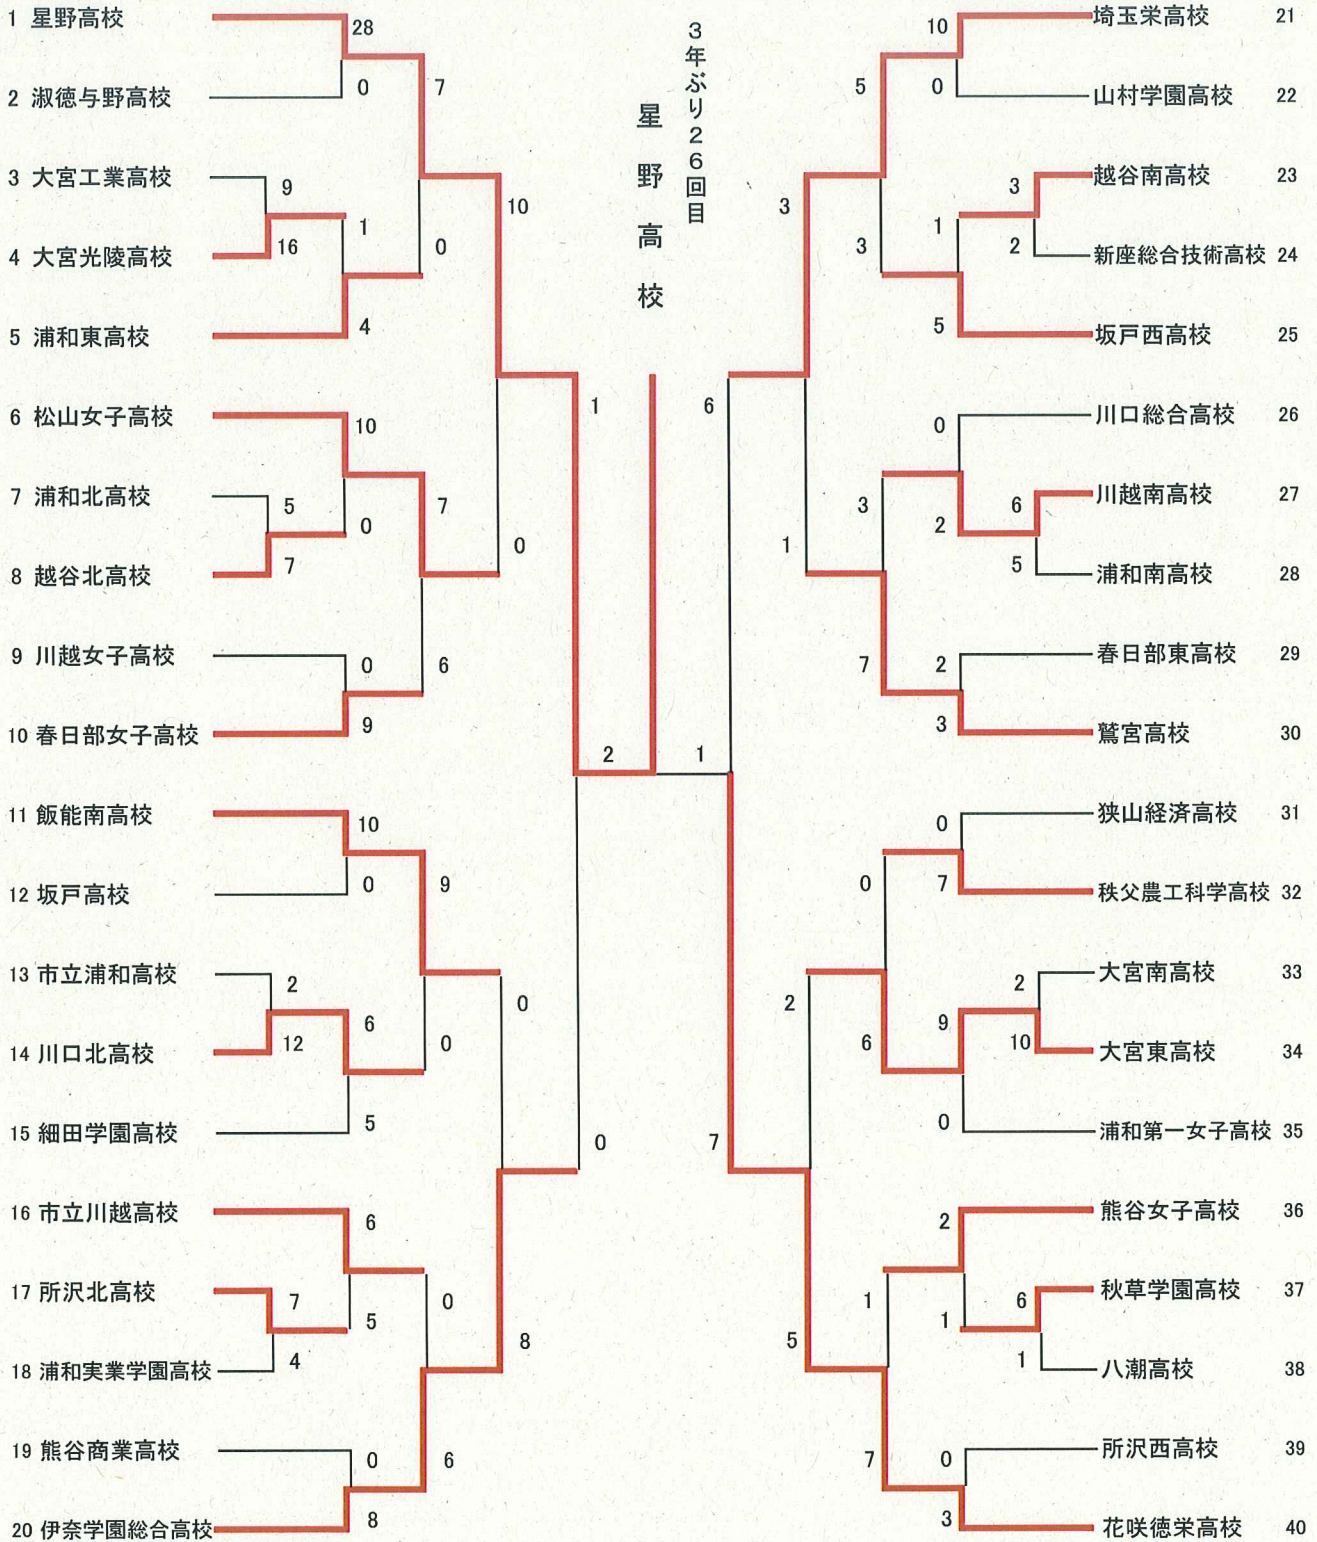 3年ぶり26回目
星野高校
1 星野高校
28
0
2 淑徳与野高校
7
3 大宮工業高校
9
16
4 大宮光陵高校
1
0
10
5 浦和東高校
4
6 松山女子高校
10
7 浦和北高校
5
0
7
8 越谷北高校
7
0
9 川越女子高校
0
6
10 春日部女子高校
9
1
2
11 飯能南高校
10
12 坂戸高校
0
9
13 市立浦和高校
2
0
14 川口北高校
12
6
0
15 細田学園高校
5
0
16 市立川越高校
6
17 所沢北高校
7
5
0
18 浦和実業学園高校
4
8
19 熊谷商業高校
0
6
20 伊奈学園総合高校
8
埼玉栄高校 21
10
5
0
山村学園高校 22
越谷南高校 23
3
3
1
3
2
新座総合技術高校 24
5
坂戸西高校 25
6
川口総合高校 26
0
川越南高校 27
3
2
6
1
5
浦和南高校 28
春日部東高校 29
7
2
3
鷲宮高校 30
1
狭山経済高校 31
0
0
7
秩父農工科学高校 32
大宮南高校 33
2
2
6
9
10
大宮東高校 34
7
0
浦和第一女子高校 35
熊谷女子高校 36
2
秋草学園高校 37
1
1
6
5
1
八潮高校 38
所沢西高校 39
7
0
3
花咲徳栄高校 40